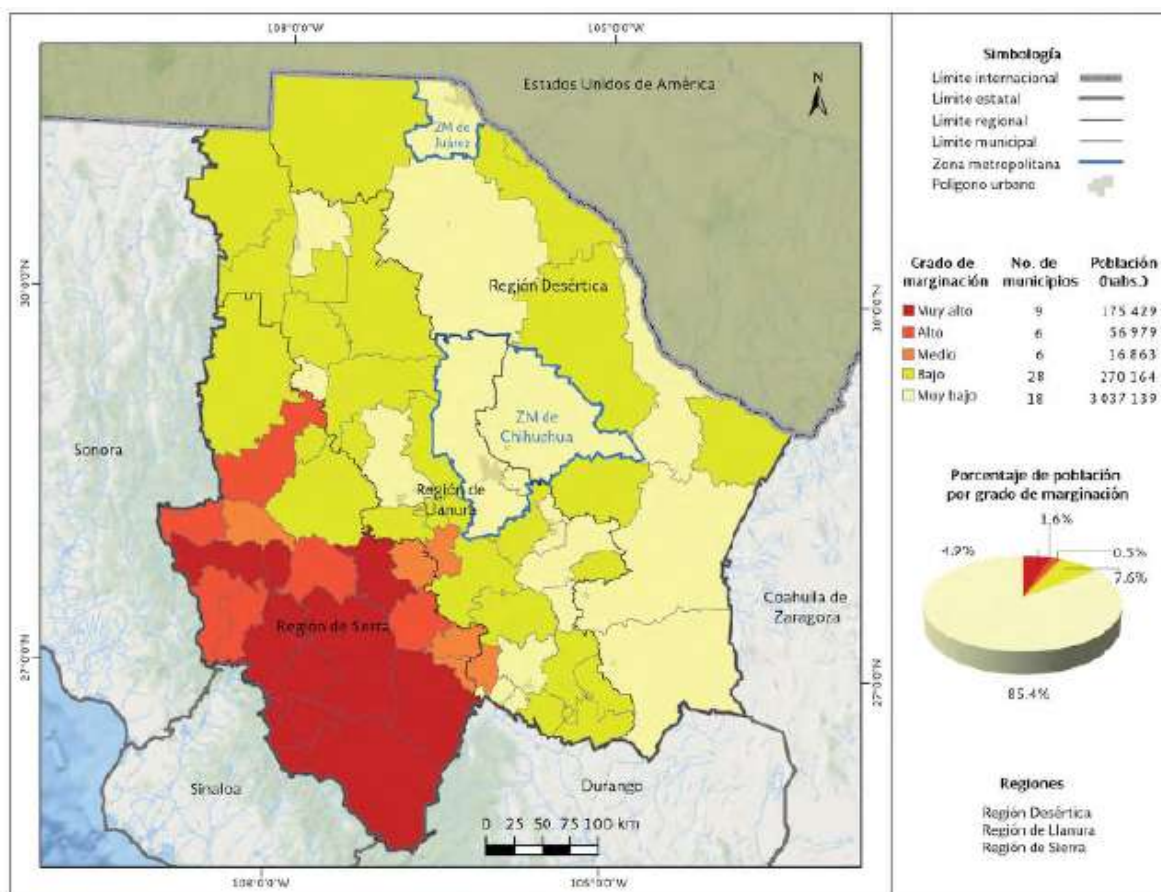 108°0'0"W 105°0'0"W
Estados Unidos de América
N
ZM de
Juárez
30°0'0"N
30°0'0"N
Región Desértica
ZM de
Chihuahua
Sonora
Región de
Llanura
Coahuila de
Zaragoza
Región de Sierra
27°0'0"N
27°0'0"N
Sinaloa
Durango
0 25 50 75 100 km
108°0'0"W 105°0'0"W
Simbología
Límite internacional
Límite estatal
Límite regional
Límite municipal
Zona metropolitana
Polígono urbano
Grado de marginación No. de municipios Población (habs.)
Muy alto 9 175 429
Alto 6 56 979
Medio 6 16 863
Bajo 28 270 164
Muy bajo 18 3 037 139
Porcentaje de población
por grado de marginación
1.6%
4.9% 0.5%
7.6%
85.4%
Regiones
Región Desértica
Región de Llanura
Región de Sierra